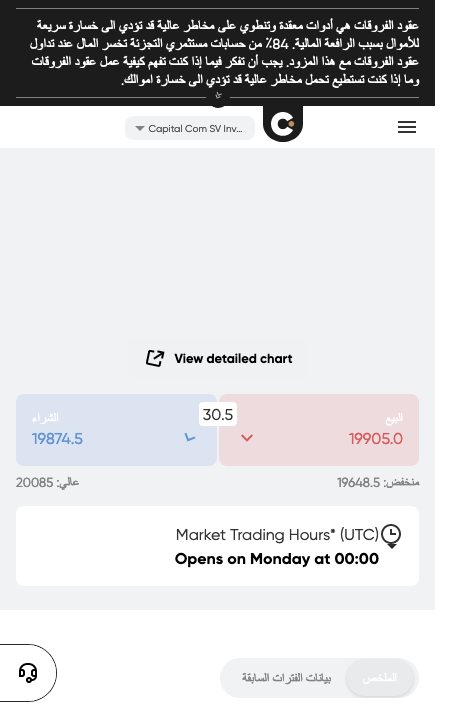 عقود الفروقات هي أدوات معقدة وتنطوي على مخاطر عالية قد تؤدي الى خسارة سريعة
للأموال بسبب الرافعة المالية. 84٪ من حسابات مستثمري التجزئة تخسر المال عند تداول
عقود الفروقات مع هذا المزود. يجب أن تفكر فيما إذا كنت تفهم كيفية عمل عقود الفروقات
وما إذا كنت تستطيع تحمل مخاطر عالية قد تؤدي الى خسارة اموالك.
Capital Com SV Inv...
View detailed chart
البيع
19905.0
30.5
الشراء
19874.5
منخفض: 19648.5
عالي: 20085
Market Trading Hours* (UTC)
Opens on Monday at 00:00
الملخص
بيانات الفترات السابقة